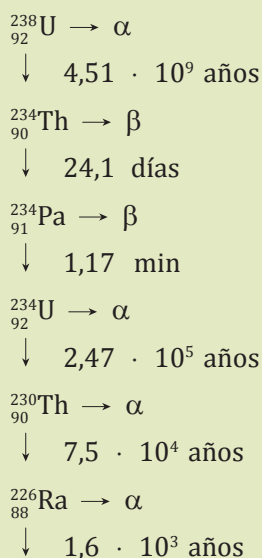 ²³⁸₉₂U → α
↓ 4,51 · 10⁹ años
²³⁴₉₀Th → β
↓ 24,1 días
²³⁴₉₁Pa → β
↓ 1,17 min
²³⁴₉₂U → α
↓ 2,47 · 10⁵ años
²³⁰₉₀Th → α
↓ 7,5 · 10⁴ años
²²⁶₈₈Ra → α
↓ 1,6 · 10³ años